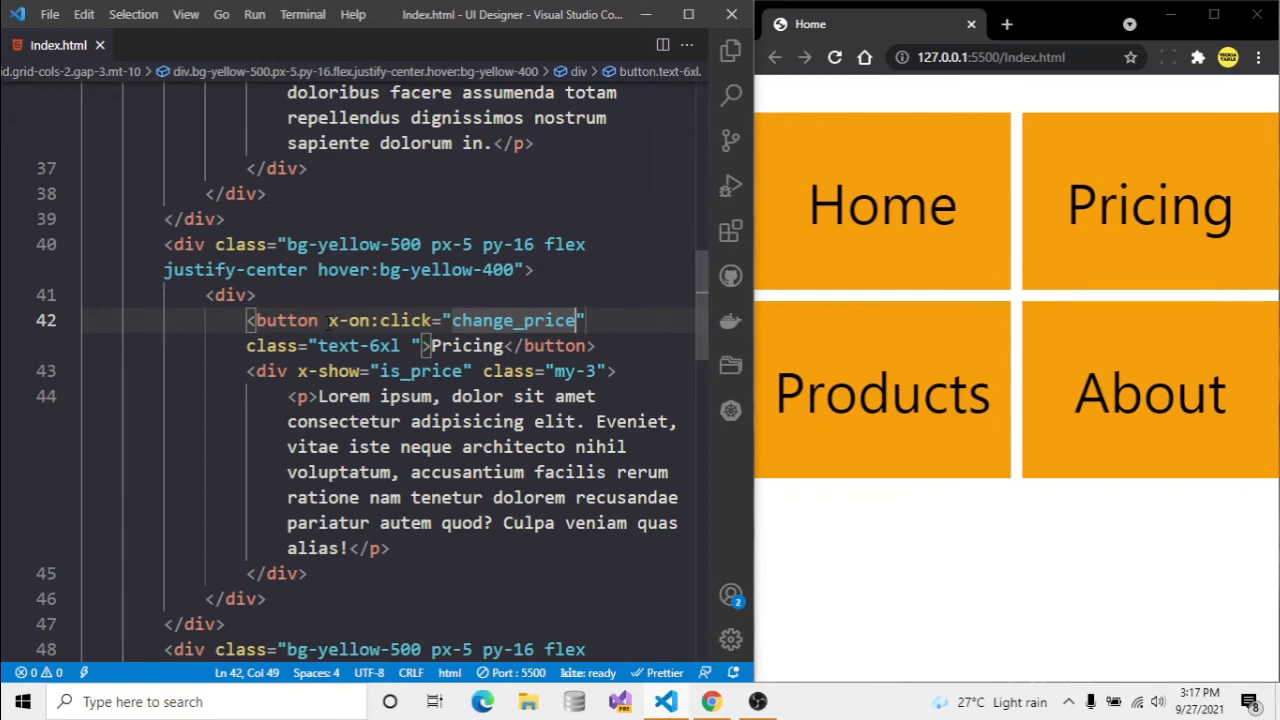 File Edit Selection View Go Run Terminal Help Index.html - UI Designer - Visual Studio Co...
Index.html
id.grid-cols-2.gap-3.mt-10 > div.bg-yellow-500.px-5.py-16.flex.justify-center.hover:bg-yellow-400 > div > button.text-6xl.
doloribus facere assumenda totam
repellendus dignissimos nostrum
sapiente dolorum in.</p>
37 </div>
38 </div>
39 </div>
40 <div class="bg-yellow-500 px-5 py-16 flex
justify-center hover:bg-yellow-400">
41 <div>
42 <button x-on:click="change_price"
class="text-6xl ">Pricing</button>
43 <div x-show="is_price" class="my-3">
44 <p>Lorem ipsum, dolor sit amet
consectetur adipisicing elit. Eveniet,
vitae iste neque architecto nihil
voluptatum, accusantium facilis rerum
ratione nam tenetur dolorem recusandae
pariatur autem quod? Culpa veniam quas
alias!</p>
45 </div>
46 </div>
47 </div>
48 <div class="bg-yellow-500 px-5 py-16 flex
2
0 0 Ln 42, Col 49 Spaces: 4 UTF-8 CRLF html Port : 5500 kite: ready Prettier
Home
127.0.0.1:5500/Index.html
Home Pricing
Products About
Type here to search
27°C Light rain
3:17 PM
9/27/2021
8